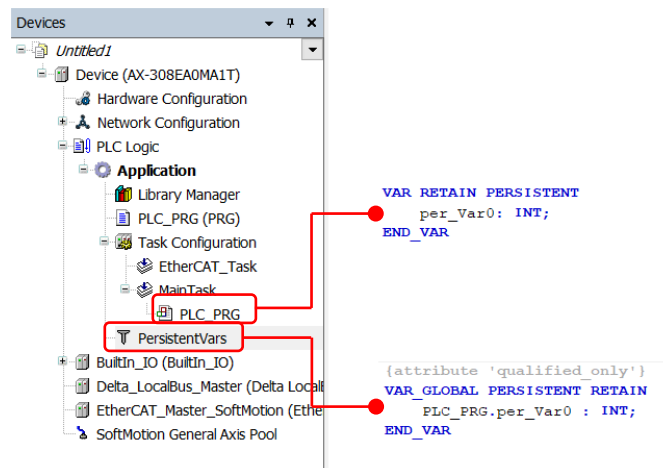 Devices
Untitled1
Device (AX-308EA0MA1T)
Hardware Configuration
Network Configuration
PLC Logic
Application
Library Manager
PLC_PRG (PRG)
Task Configuration
EtherCAT_Task
MainTask
PLC_PRG
PersistentVars
BuiltIn_IO (BuiltIn_IO)
Delta_LocalBus_Master (Delta LocalB
EtherCAT_Master_SoftMotion (Ethe
SoftMotion General Axis Pool
VAR RETAIN PERSISTENT
per_Var0: INT;
END_VAR
{attribute 'qualified_only'}
VAR_GLOBAL PERSISTENT RETAIN
PLC_PRG.per_Var0 : INT;
END_VAR